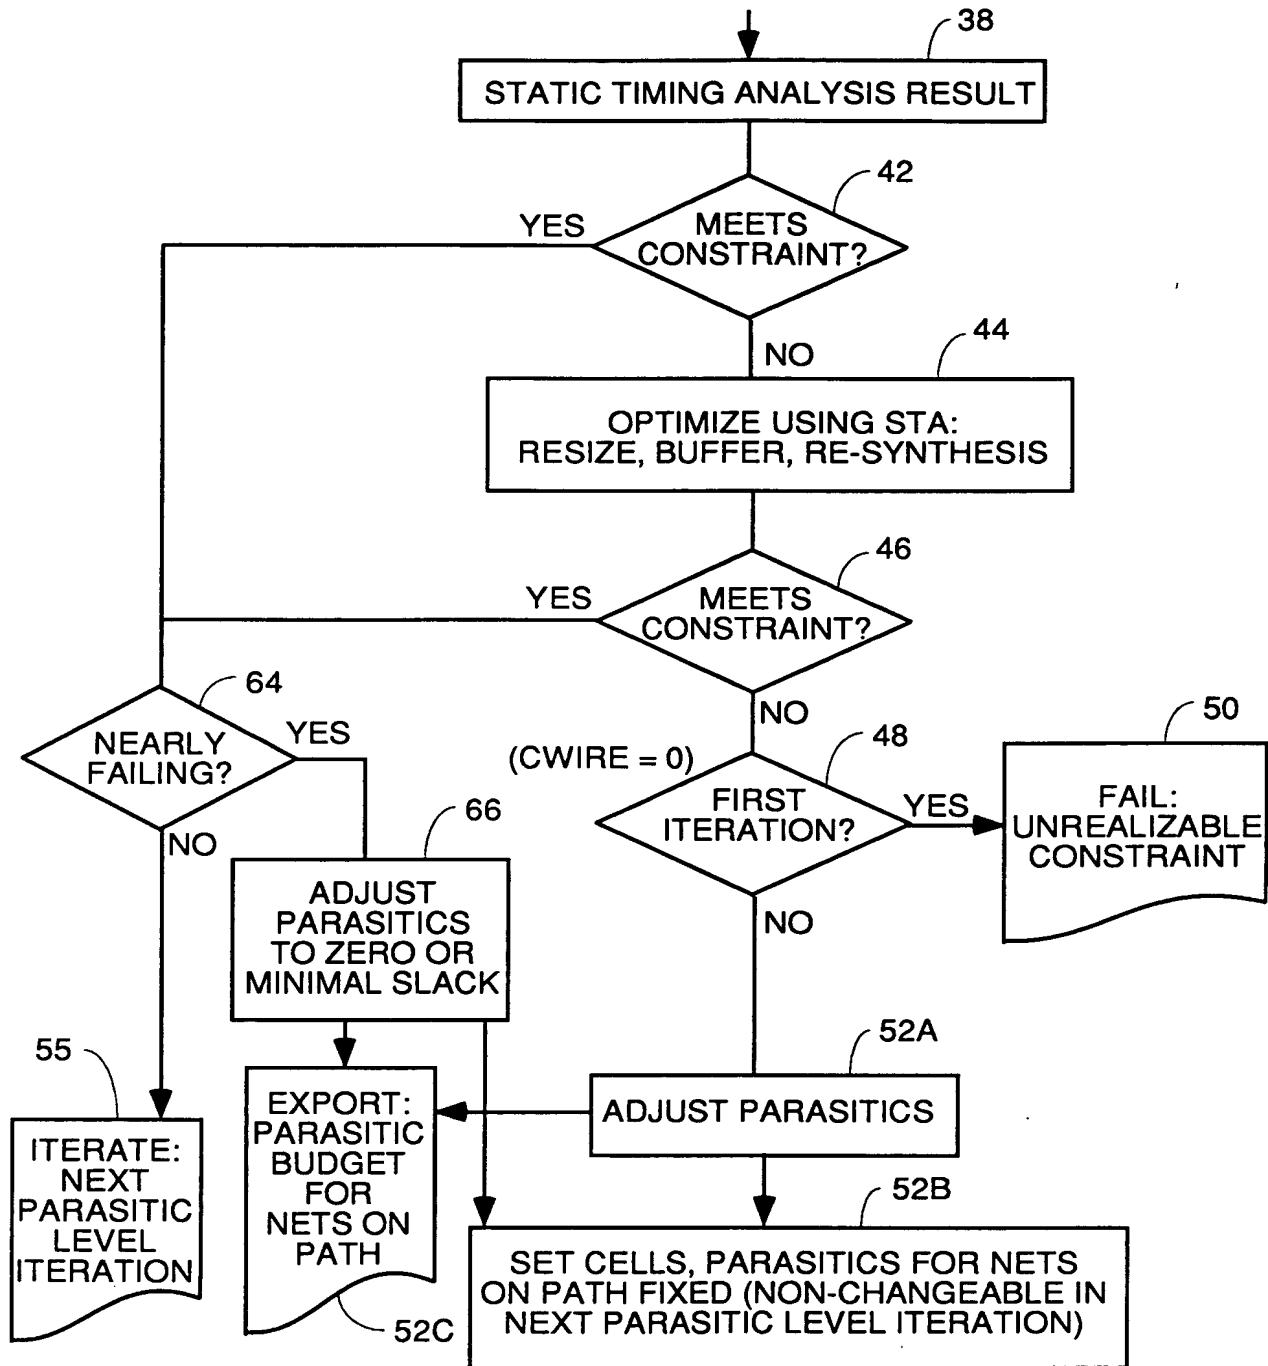 38
STATIC TIMING ANALYSIS RESULT
42
YES
MEETS
CONSTRAINT?
NO
44
OPTIMIZE USING STA:
RESIZE, BUFFER, RE-SYNTHESIS
46
YES
MEETS
CONSTRAINT?
NO
64
NEARLY
FAILING?
YES
NO
(CWIRE = 0)
48
FIRST
ITERATION?
YES
NO
50
FAIL:
UNREALIZABLE
CONSTRAINT
66
ADJUST
PARASITICS
TO ZERO OR
MINIMAL SLACK
52A
ADJUST PARASITICS
55
ITERATE:
NEXT
PARASITIC
LEVEL
ITERATION
EXPORT:
PARASITIC
BUDGET
FOR
NETS ON
PATH
52C
52B
SET CELLS, PARASITICS FOR NETS
ON PATH FIXED (NON-CHANGEABLE IN
NEXT PARASITIC LEVEL ITERATION)